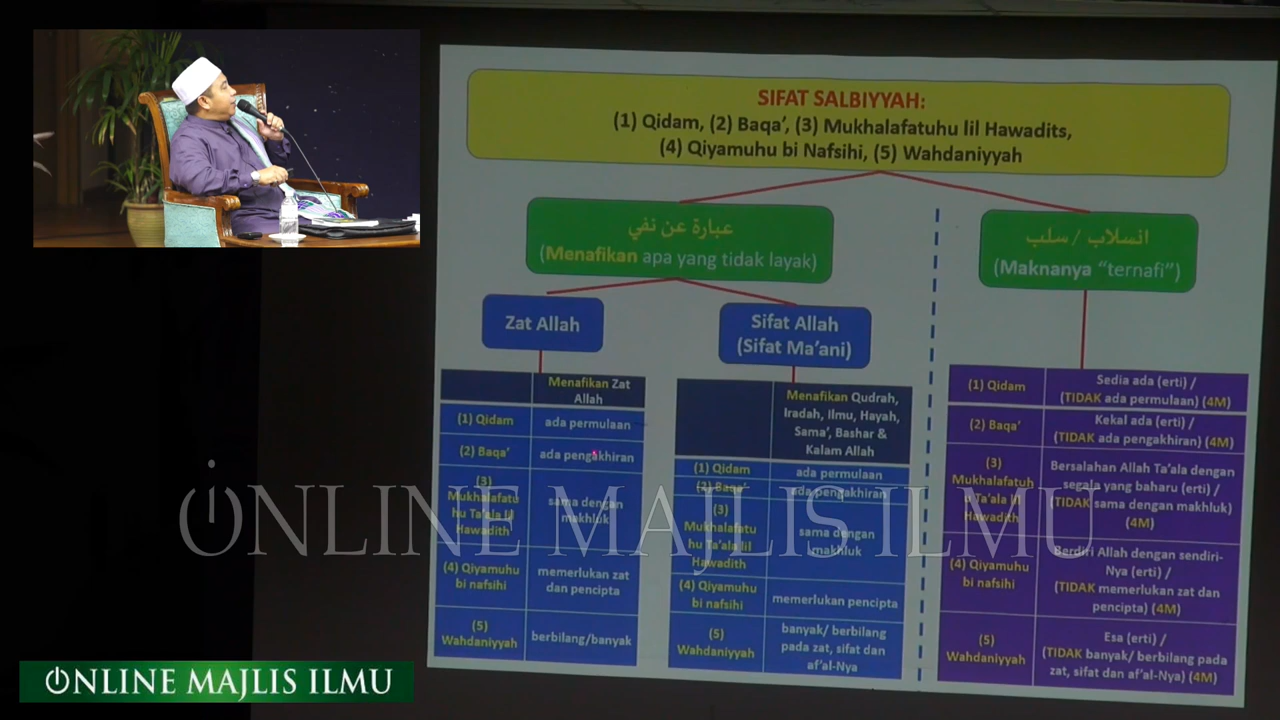 SIFAT SALBIYYAH:
(1) Qidam, (2) Baqa’, (3) Mukhalafatuhu lil Hawadits,
(4) Qiyamuhu bi Nafsihi, (5) Wahdaniyyah
عبارة عن نفي
(Menafikan apa yang tidak layak)
انسلاب / سلب
(Maknanya “ternafi”)
Zat Allah
Sifat Allah
(Sifat Ma’ani)
Menafikan Zat
Allah
(1) Qidam
ada permulaan
(2) Baqa’
ada pengakhiran
(3)
Mukhalafatu
hu Ta’ala lil
Hawadith
sama dengan
makhluk
(4) Qiyamuhu
bi nafsihi
memerlukan zat
dan pencipta
(5)
Wahdaniyyah
berbilang/banyak
Menafikan Qudrah,
Iradah, Ilmu, Hayah,
Sama’, Bashar &
Kalam Allah
(1) Qidam
ada permulaan
(2) Baqa’
ada pengakhiran
(3)
Mukhalafatu
hu Ta’ala lil
Hawadith
sama dengan
makhluk
(4) Qiyamuhu
bi nafsihi
memerlukan pencipta
(5)
Wahdaniyyah
banyak/ berbilang
pada zat, sifat dan
af’al-Nya
(1) Qidam
Sedia ada (erti) /
(TIDAK ada permulaan) (4M)
(2) Baqa’
Kekal ada (erti) /
(TIDAK ada pengakhiran) (4M)
(3)
Mukhalafatuh
u Ta’ala lil
Hawadith
Bersalahan Allah Ta’ala dengan
segala yang baharu (erti) /
(TIDAK sama dengan makhluk)
(4M)
(4) Qiyamuhu
bi nafsihi
Berdiri Allah dengan sendiri-
Nya (erti) /
(TIDAK memerlukan zat dan
pencipta) (4M)
(5)
Wahdaniyyah
Esa (erti) /
(TIDAK banyak/ berbilang pada
zat, sifat dan af’al-Nya) (4M)
ONLINE MAJLIS ILMU
ONLINE MAJLIS ILMU